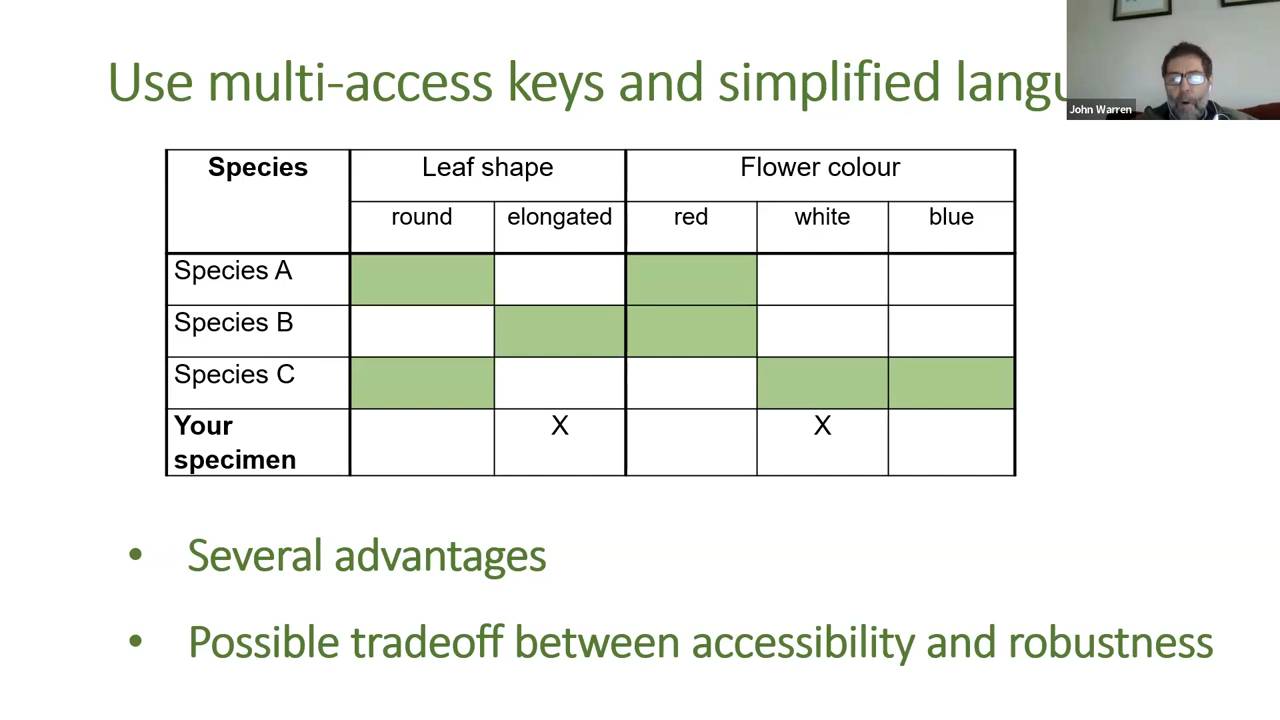 Use multi-access keys and simplified langu
John Warren
Species Leaf shape Flower colour
round elongated red white blue
Species A
Species B
Species C
Your X X
specimen
• Several advantages
• Possible tradeoff between accessibility and robustness